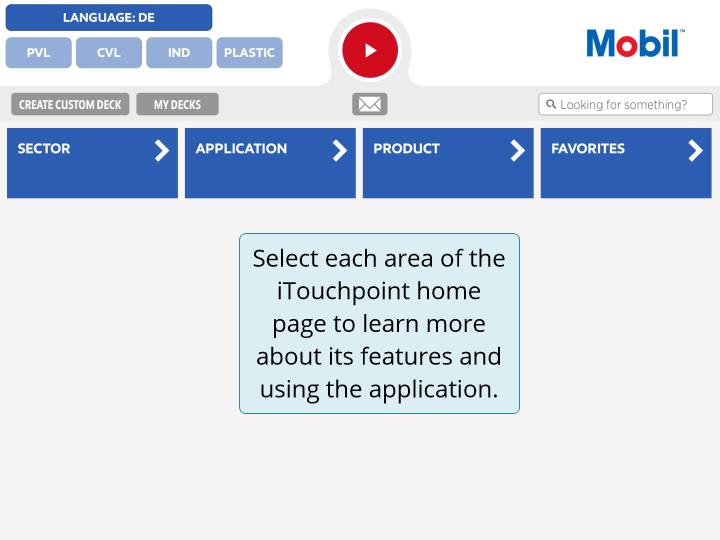 LANGUAGE: DE
PVL
CVL
IND
PLASTIC
Mobil™
CREATE CUSTOM DECK
MY DECKS
Looking for something?
SECTOR
APPLICATION
PRODUCT
FAVORITES
Select each area of the
iTouchpoint home
page to learn more
about its features and
using the application.